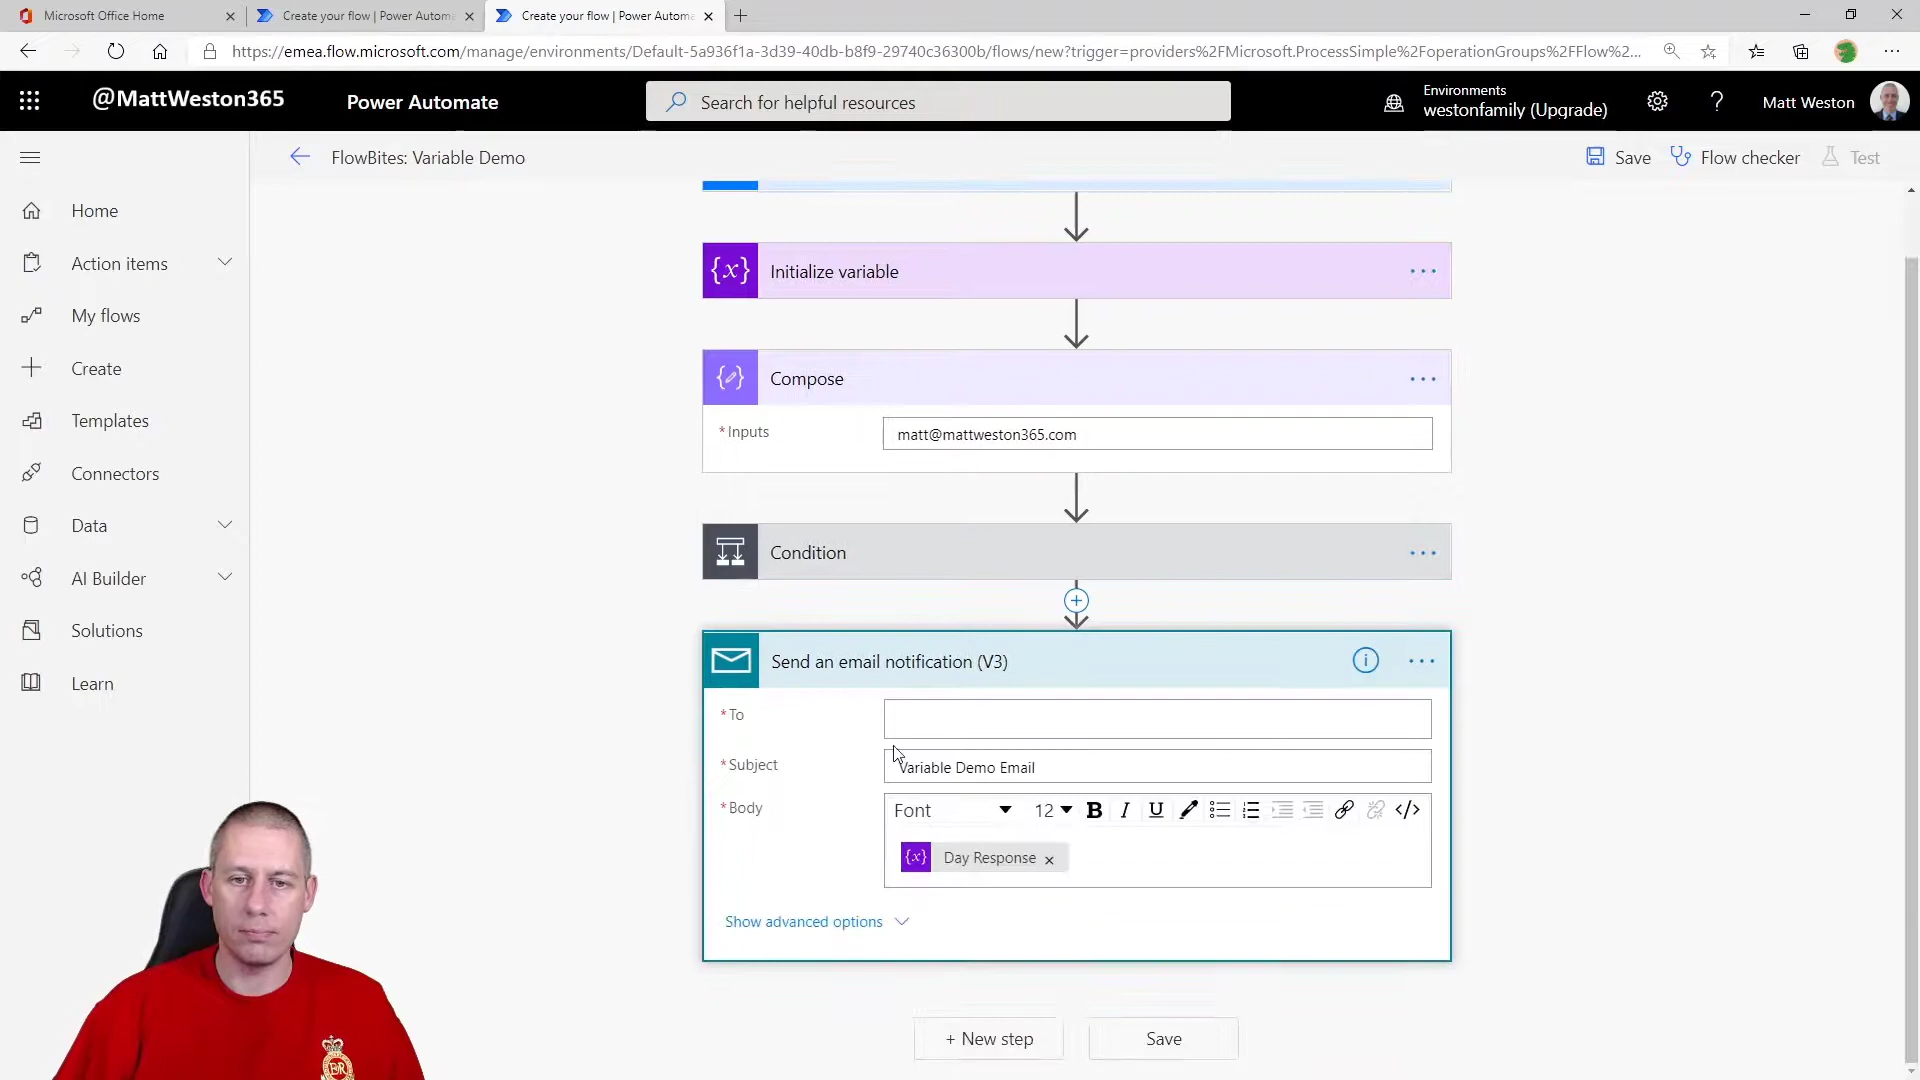 Microsoft Office Home
Create your flow | Power Automa
Create your flow | Power Automa
https://emea.flow.microsoft.com/manage/environments/Default-5a936f1a-3d39-40db-b8f9-29740c36300b/flows/new?trigger=providers%2FMicrosoft.ProcessSimple%2FoperationGroups%2FFlow%2...
@MattWeston365
Power Automate
Search for helpful resources
Environments
westonfamily (Upgrade)
?
Matt Weston
FlowBites: Variable Demo
Save
Flow checker
Test
Home
Action items
My flows
Create
Templates
Connectors
Data
AI Builder
Solutions
Learn
{x} Initialize variable
Compose
*Inputs
matt@mattweston365.com
Condition
Send an email notification (V3)
*To
*Subject
Variable Demo Email
*Body
Font
12
B I U
</>
{x} Day Response ×
Show advanced options
+ New step
Save
ER